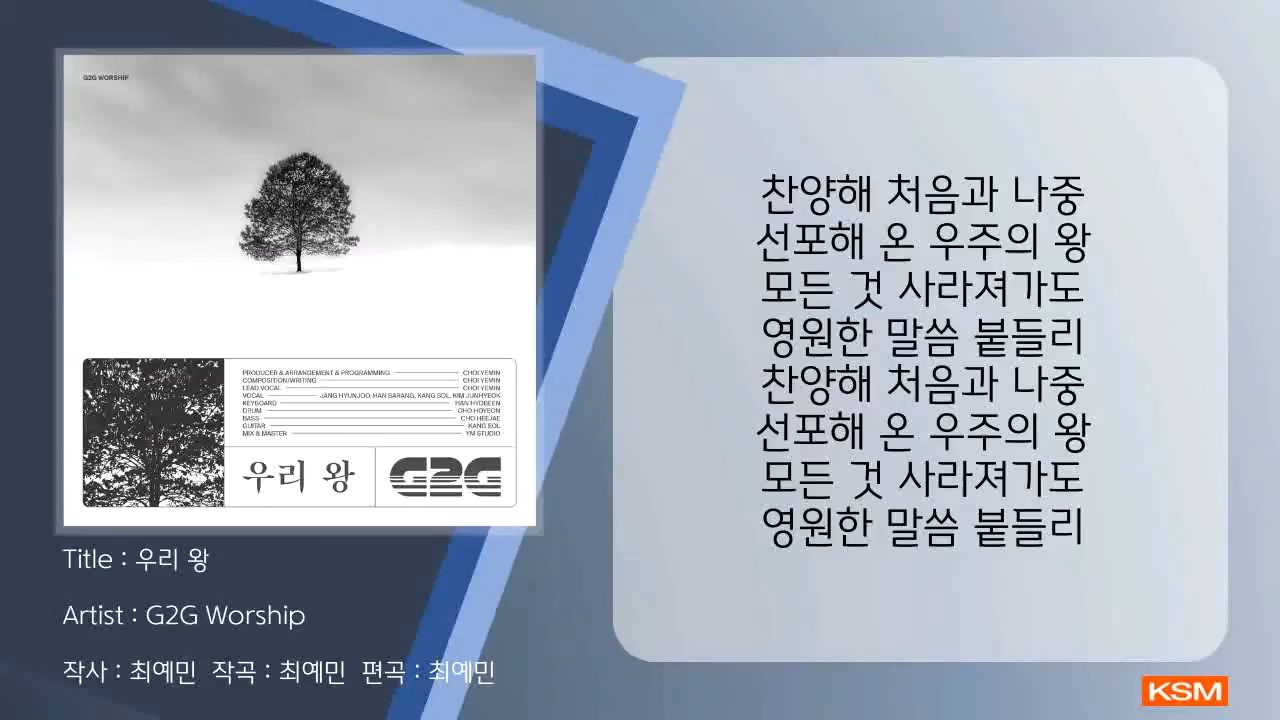 G2G WORSHIP
PRODUCER & ARRANGEMENT & PROGRAMMING CHOI YEMIN
COMPOSITION/WRITING CHOI YEMIN
LEAD VOCAL CHOI YEMIN
VOCAL JANG HYUNJOO, HAN SARANG, KANG SOL, KIM JUNHYEOK
KEYBOARD HAN HYOBEEN
DRUM CHO HOYEON
BASS CHO HEEJAE
GUITAR KANG SOL
MIX & MASTER YM STUDIO
우리 왕
G2G
Title : 우리 왕
Artist : G2G Worship
작사 : 최예민 작곡 : 최예민 편곡 : 최예민
찬양해 처음과 나중
선포해 온 우주의 왕
모든 것 사라져가도
영원한 말씀 붙들리
찬양해 처음과 나중
선포해 온 우주의 왕
모든 것 사라져가도
영원한 말씀 붙들리
KSM